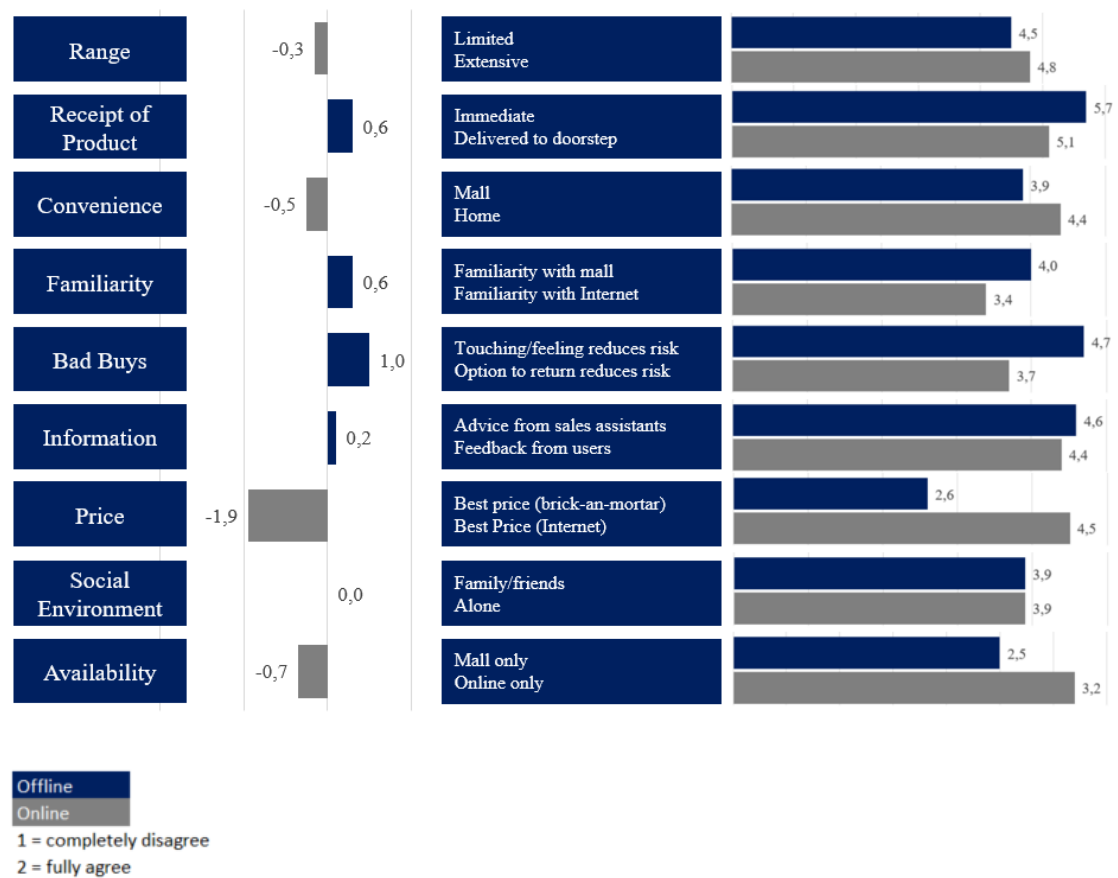 Range
-0,3
Limited
Extensive
4,5
4,8
Receipt of
Product
0,6
Immediate
Delivered to doorstep
5,7
5,1
Convenience
-0,5
Mall
Home
3,9
4,4
Familiarity
0,6
Familiarity with mall
Familiarity with Internet
4,0
3,4
Bad Buys
1,0
Touching/feeling reduces risk
Option to return reduces risk
4,7
3,7
Information
0,2
Advice from sales assistants
Feedback from users
4,6
4,4
Price
-1,9
Best price (brick-an-mortar)
Best Price (Internet)
2,6
4,5
Social
Environment
0,0
Family/friends
Alone
3,9
3,9
Availability
-0,7
Mall only
Online only
2,5
3,2
Offline
Online
1 = completely disagree
2 = fully agree